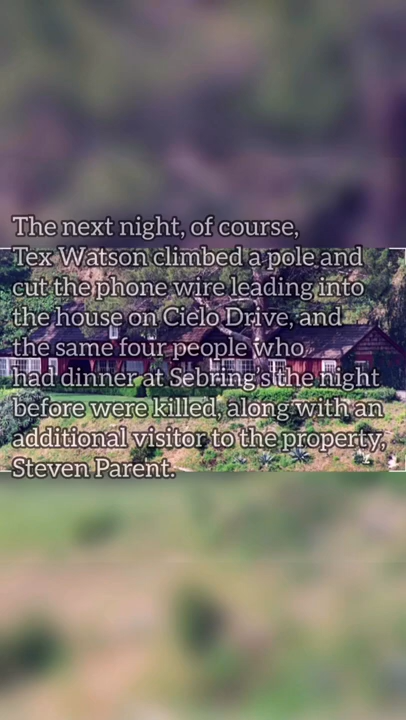 The next night, of course,
Tex Watson climbed a pole and
cut the phone wire leading into
the house on Cielo Drive, and
the same four people who
had dinner at Sebring's the night
before were killed, along with an
additional visitor to the property,
Steven Parent.